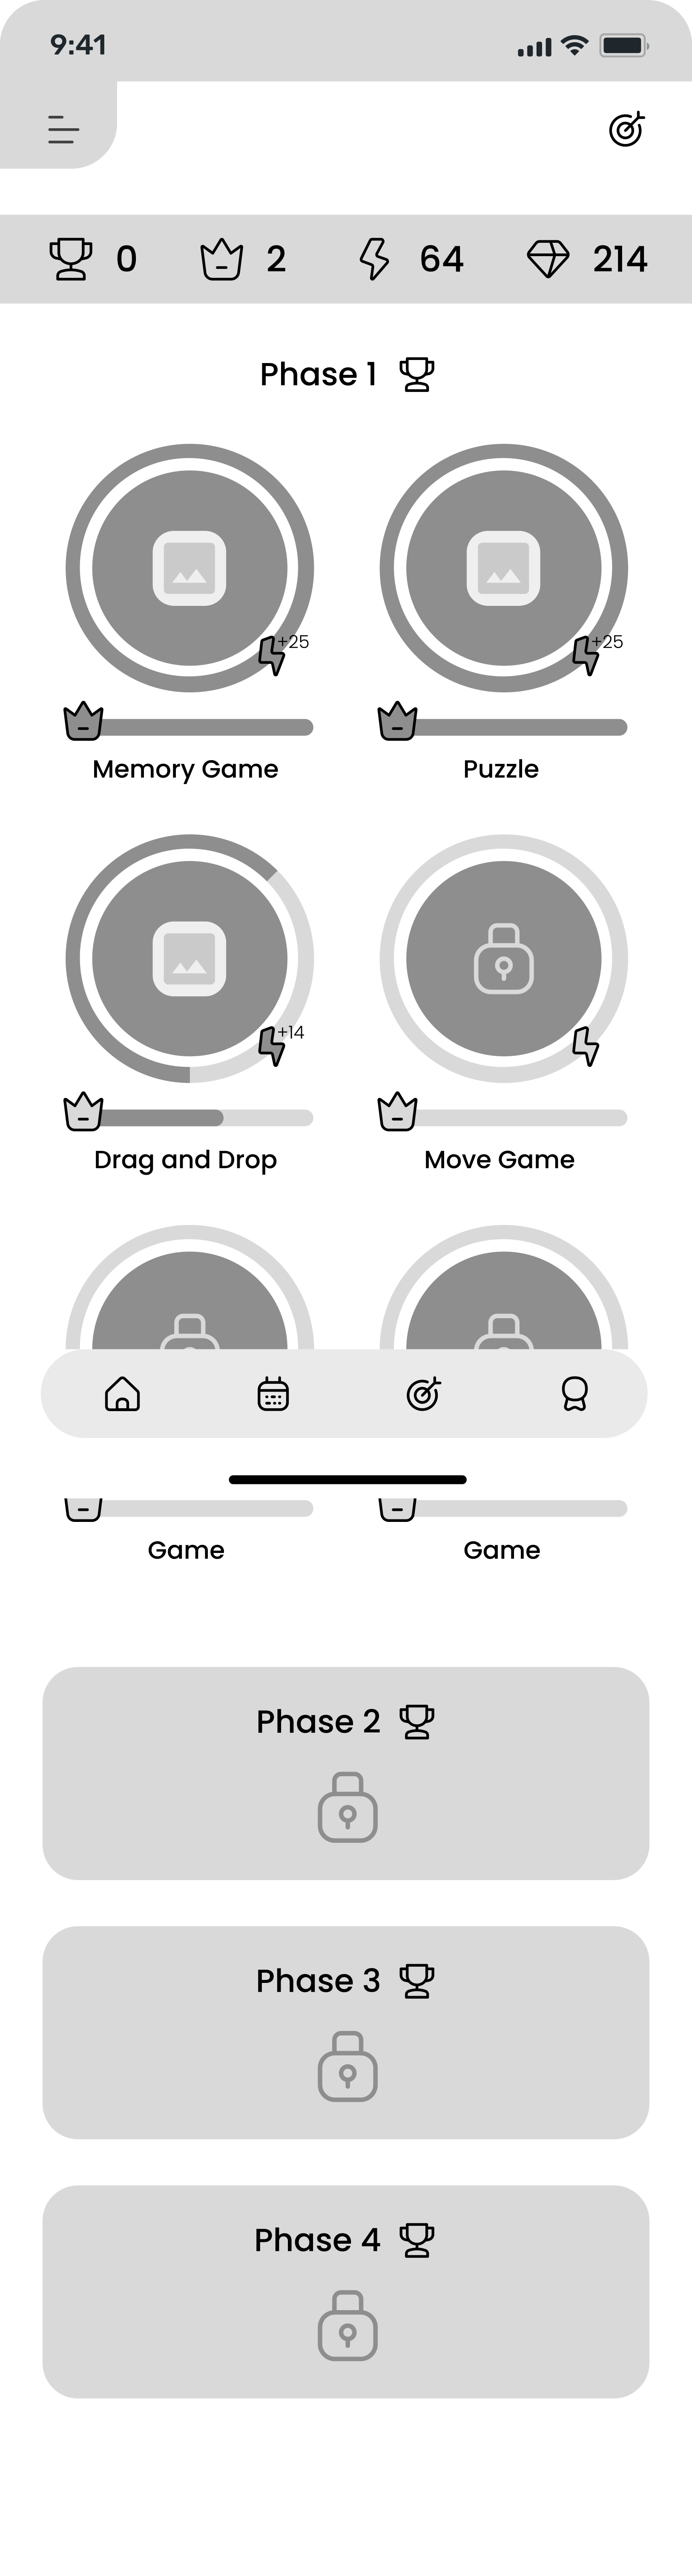 9:41
0 2 64 214
Phase 1
+25 +25
Memory Game Puzzle
+14
Drag and Drop Move Game
Game Game
Phase 2
Phase 3
Phase 4